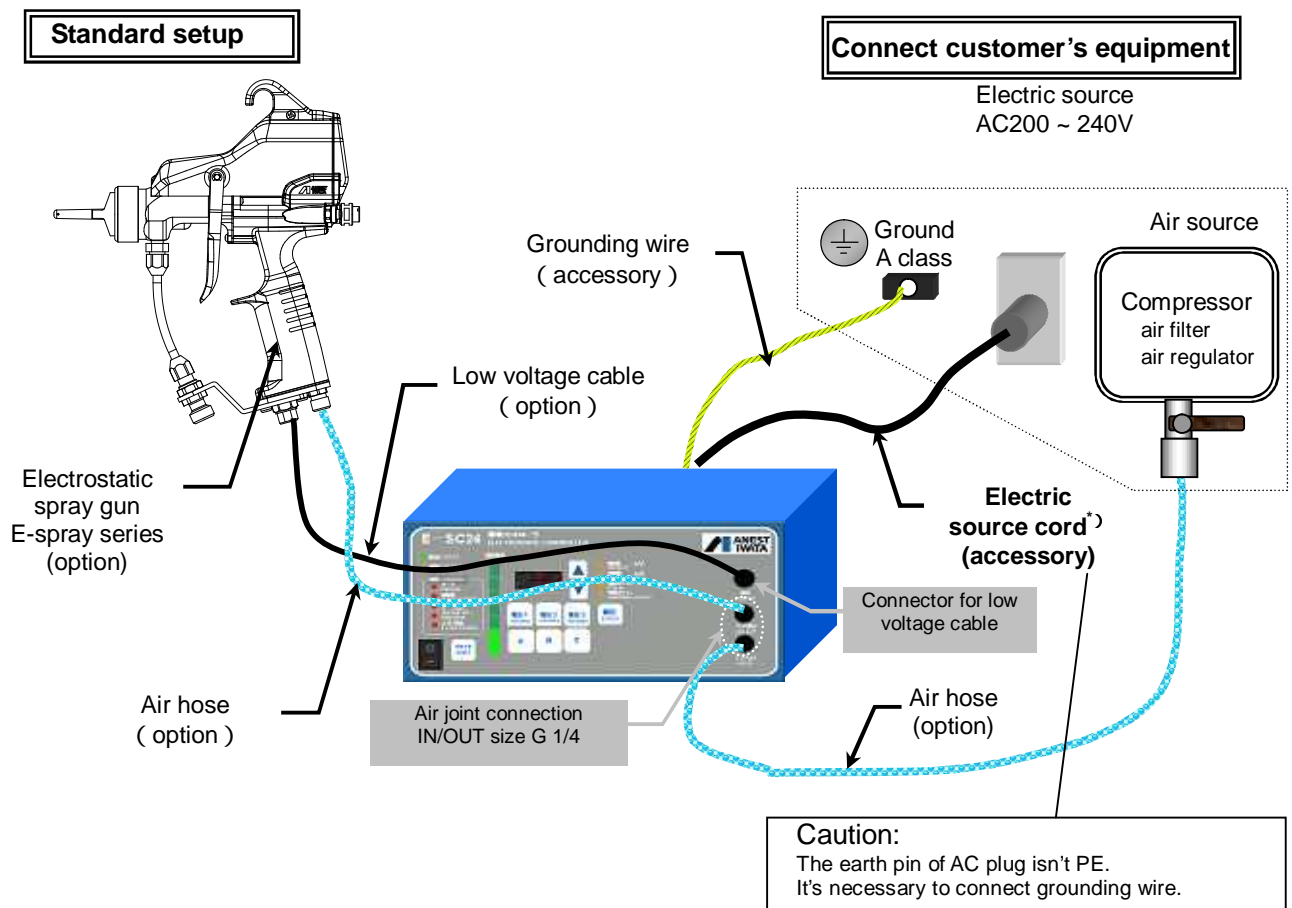 Standard setup
Connect customer's equipment
Electric source
AC200 ~ 240V
Grounding wire
( accessory )
Ground
A class
Air source
Compressor
air filter
air regulator
Low voltage cable
( option )
Electrostatic
spray gun
E-spray series
(option)
Electric
source cord*)
(accessory)
SC24
ANEST
IWATA
Connector for low
voltage cable
Air hose
( option )
Air joint connection
IN/OUT size G 1/4
Air hose
(option)
Caution:
The earth pin of AC plug isn't PE.
It's necessary to connect grounding wire.